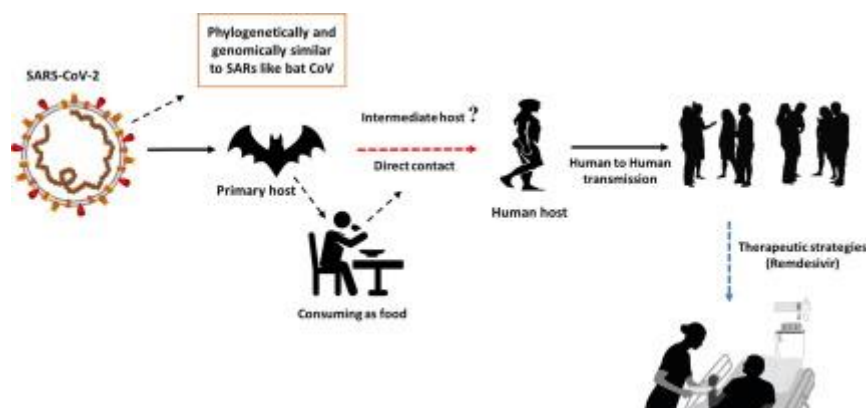 Phylogenetically and
genomically similar
to SARs like bat CoV
SARS-CoV-2
Intermediate host ?
Direct contact
Primary host
Human host
Human to Human
transmission
Consuming as food
Therapeutic strategies
(Remdesivir)